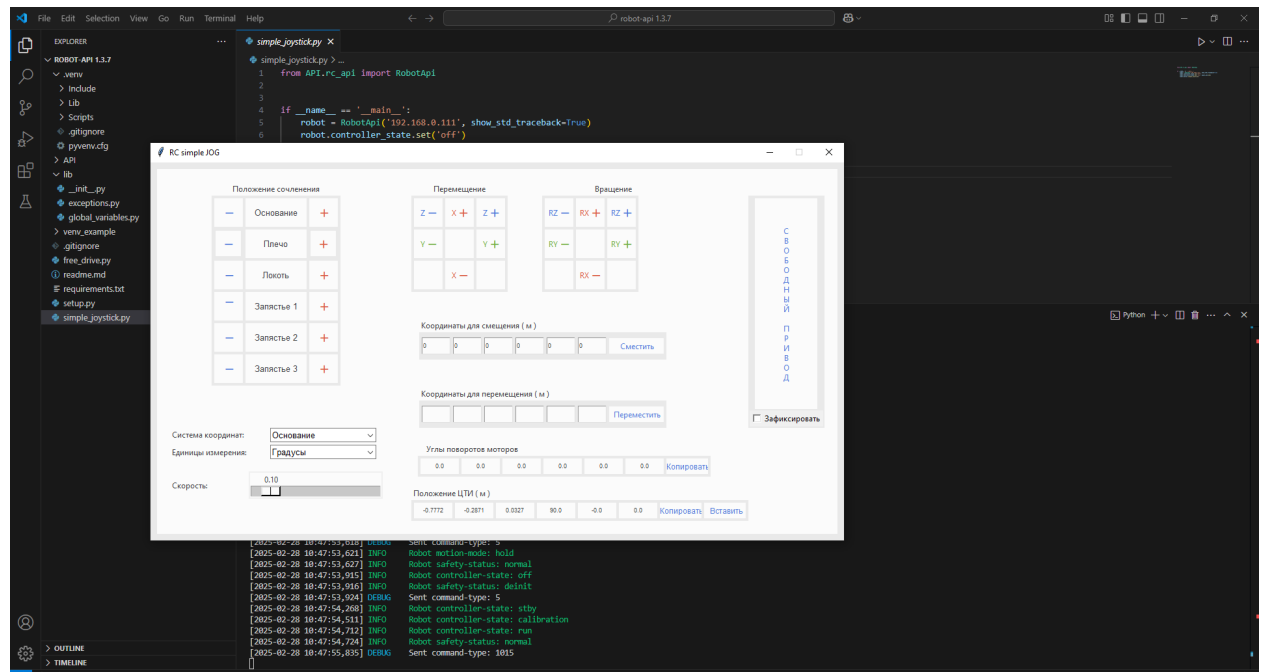 File Edit Selection View Go Run Terminal Help
robot-api 1.3.7
EXPLORER
simple_joystick.py
ROBOT-API 1.3.7
simple_joystick.py > ...
.venv
Include
Lib
Scripts
.gitignore
pyvenv.cfg
API
lib
__init__.py
exceptions.py
global_variables.py
venv_example
.gitignore
free_drive.py
readme.md
requirements.txt
setup.py
simple_joystick.py
OUTLINE
TIMELINE
1 from API.rc_api import RobotApi
2
3
4 if __name__ == '__main__':
5 robot = RobotApi('192.168.0.111', show_std_traceback=True)
6 robot.controller_state.set('off')
Python
RC simple JOG
Положение сочленения
— Основание +
— Плечо +
— Локоть +
— Запястье 1 +
— Запястье 2 +
— Запястье 3 +
Перемещение
Z — X + Z +
Y — Y +
X —
Вращение
RZ — RX + RZ +
RY — RY +
RX —
СВОБОДНЫЙ ПРИВОД
Зафиксировать
Координаты для смещения ( м )
0 0 0 0 0 0 Сместить
Координаты для перемещения ( м )
Переместить
Система координат: Основание
Единицы измерения: Градусы
Скорость: 0.10
Углы поворотов моторов
0.0 0.0 0.0 0.0 0.0 0.0 Копировать
Положение ЦТИ ( м )
-0.7772 -0.2871 0.0327 90.0 -0.0 0.0 Копировать Вставить
[2025-02-28 10:47:53,618] DEBUG Sent command-type: 5
[2025-02-28 10:47:53,621] INFO Robot motion-mode: hold
[2025-02-28 10:47:53,627] INFO Robot safety-status: normal
[2025-02-28 10:47:53,915] INFO Robot controller-state: off
[2025-02-28 10:47:53,916] INFO Robot safety-status: deinit
[2025-02-28 10:47:53,924] DEBUG Sent command-type: 5
[2025-02-28 10:47:54,268] INFO Robot controller-state: stby
[2025-02-28 10:47:54,511] INFO Robot controller-state: calibration
[2025-02-28 10:47:54,712] INFO Robot controller-state: run
[2025-02-28 10:47:54,724] INFO Robot safety-status: normal
[2025-02-28 10:47:55,835] DEBUG Sent command-type: 1015